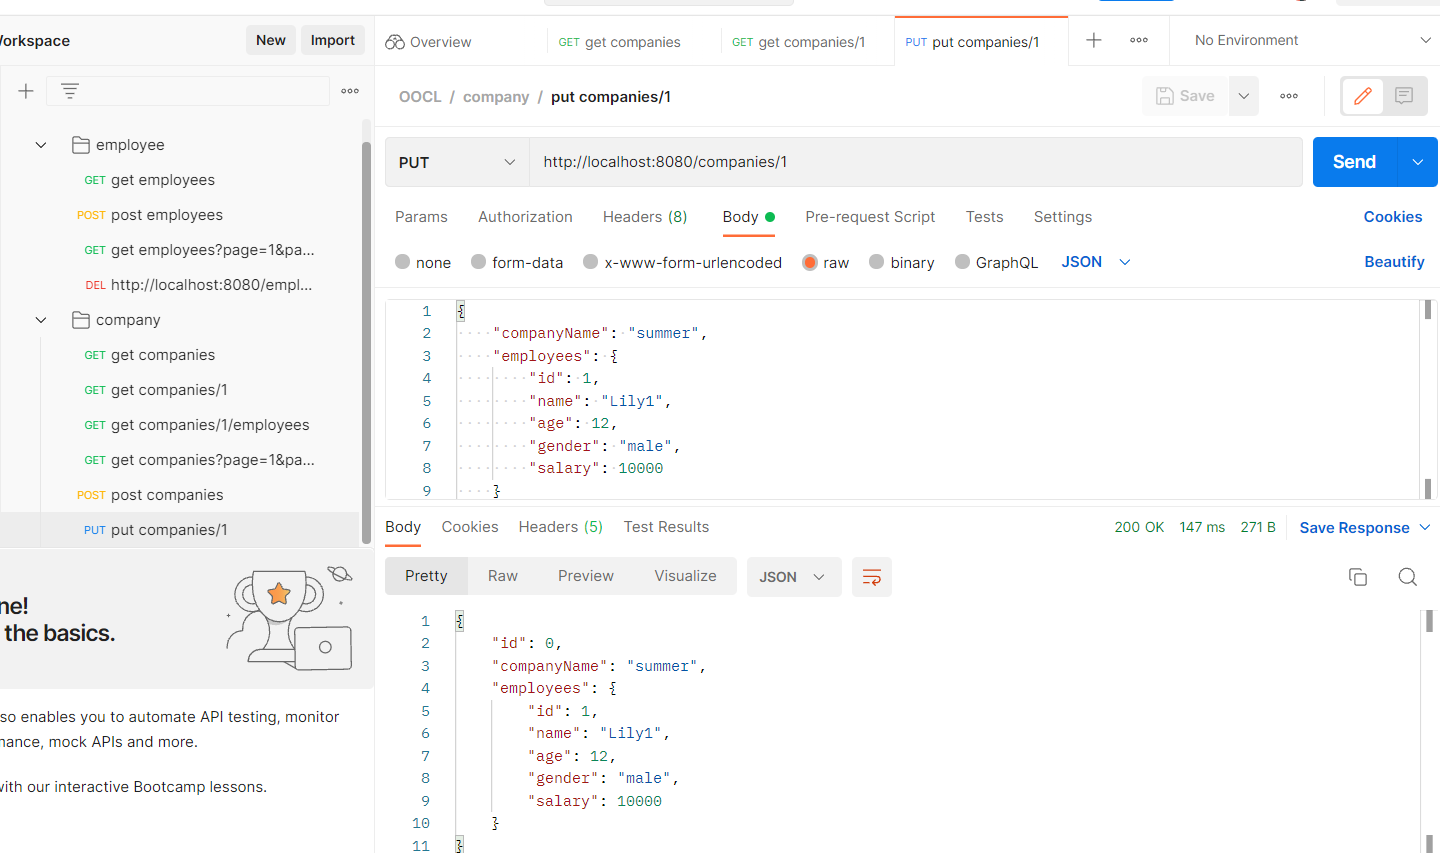 Workspace
New
Import
employee
GET get employees
POST post employees
GET get employees?page=1&pa...
DEL http://localhost:8080/empl...
company
GET get companies
GET get companies/1
GET get companies/1/employees
GET get companies?page=1&pa...
POST post companies
PUT put companies/1
ne!
the basics.
so enables you to automate API testing, monitor
mance, mock APIs and more.
with our interactive Bootcamp lessons.
Overview
GET get companies
GET get companies/1
PUT put companies/1
No Environment
OOCL / company / put companies/1
Save
PUT
http://localhost:8080/companies/1
Send
Params Authorization Headers (8) Body Pre-request Script Tests Settings Cookies
none form-data x-www-form-urlencoded raw binary GraphQL JSON Beautify
1 {
2 "companyName": "summer",
3 "employees": {
4 "id": 1,
5 "name": "Lily1",
6 "age": 12,
7 "gender": "male",
8 "salary": 10000
9 }
Body Cookies Headers (5) Test Results 200 OK 147 ms 271 B Save Response
Pretty Raw Preview Visualize JSON
1 {
2 "id": 0,
3 "companyName": "summer",
4 "employees": {
5 "id": 1,
6 "name": "Lily1",
7 "age": 12,
8 "gender": "male",
9 "salary": 10000
10 }
11 }